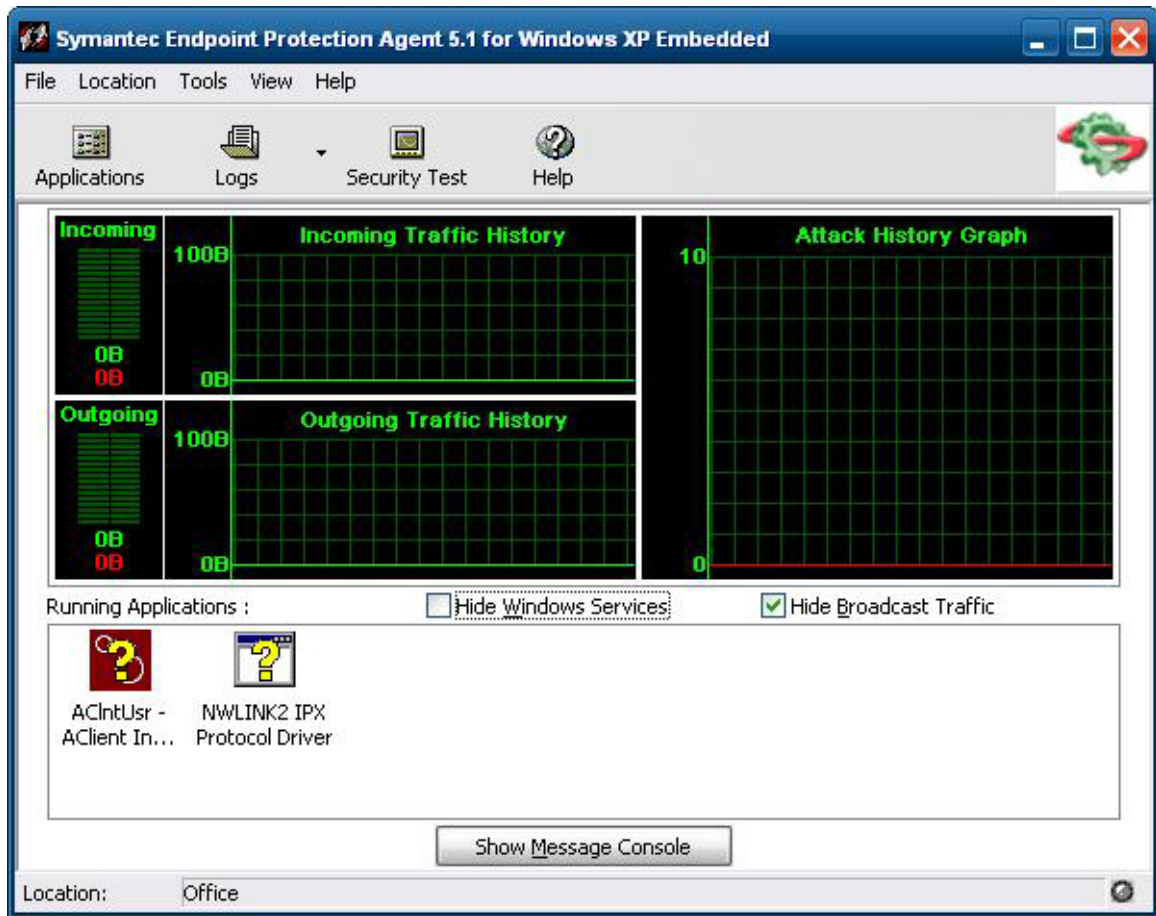 Symantec Endpoint Protection Agent 5.1 for Windows XP Embedded
File Location Tools View Help
Applications Logs Security Test Help
Incoming
0B
0B
Incoming Traffic History
100B
0B
Outgoing
0B
0B
Outgoing Traffic History
100B
0B
Attack History Graph
10
0
Running Applications :
Hide Windows Services
Hide Broadcast Traffic
AClntUsr -
AClient In...
NWLINK2 IPX
Protocol Driver
Show Message Console
Location: Office